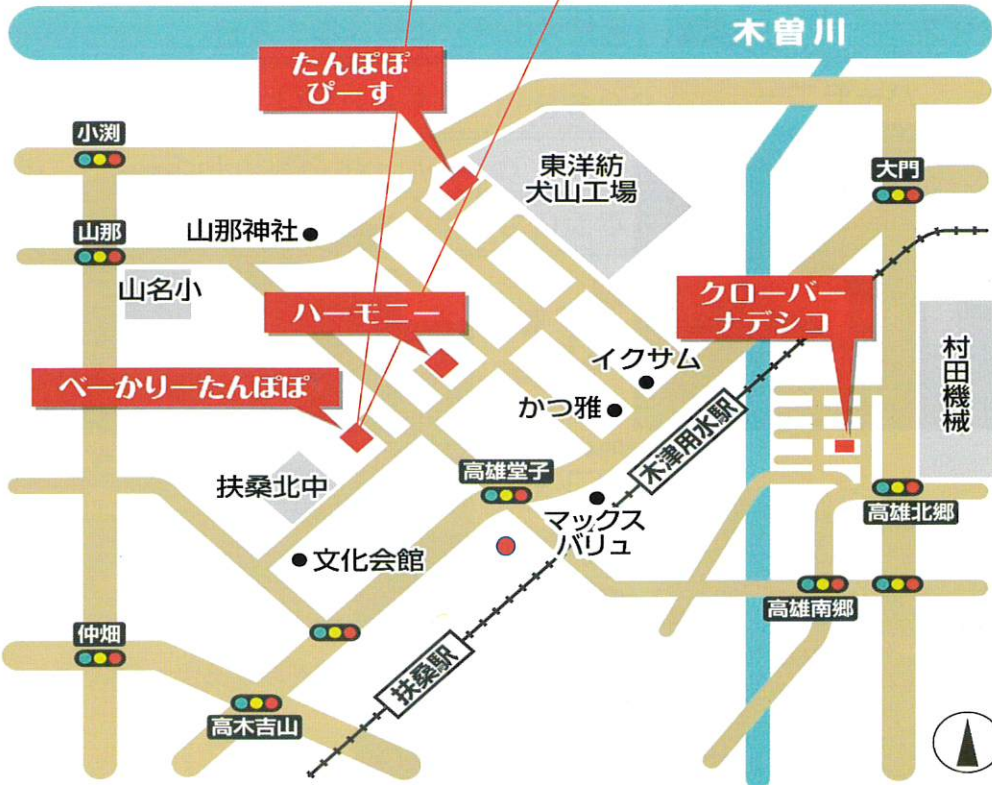 木曽川
たんぽぽ
ぴーす
小渕
東洋紡
犬山工場
大門
山那
山那神社
山名小
ハーモニー
クローバー
ナデシコ
イクサム
村田機械
べーかりーたんぽぽ
かつ雅
木津用水駅
高雄堂子
扶桑北中
マックス
バリュ
高雄北郷
文化会館
高雄南郷
仲畑
扶桑駅
高木吉山